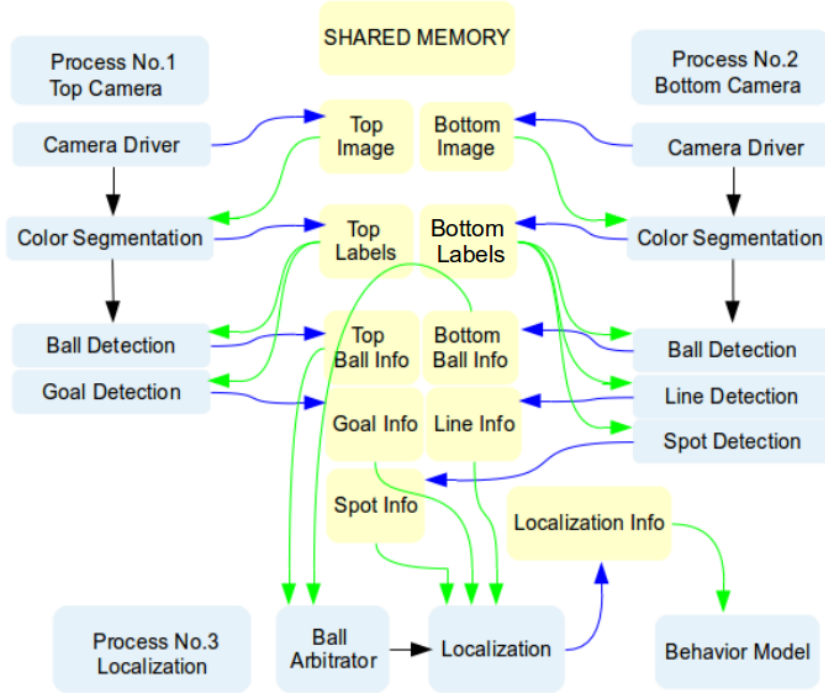 SHARED MEMORY
Process No.1
Top Camera
Process No.2
Bottom Camera
Camera Driver
Top
Image
Bottom
Image
Camera Driver
Color Segmentation
Top
Labels
Bottom
Labels
Color Segmentation
Ball Detection
Top
Ball Info
Bottom
Ball Info
Ball Detection
Goal Detection
Goal Info
Line Info
Line Detection
Spot Detection
Spot Info
Localization Info
Process No.3
Localization
Ball
Arbitrator
Localization
Behavior Model